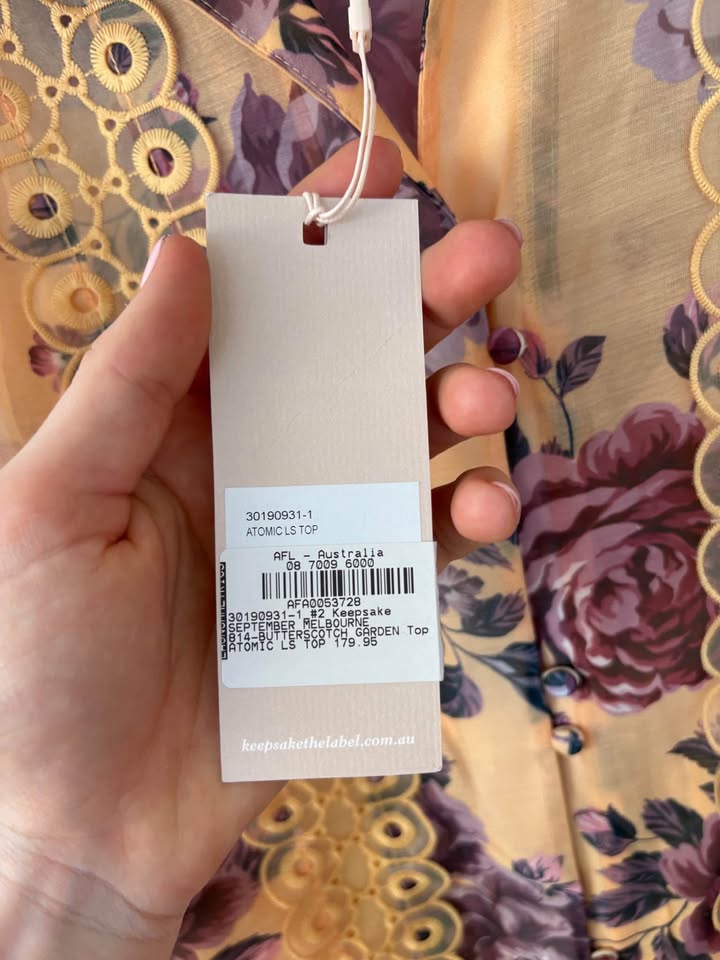 30190931-1
ATOMIC LS TOP
AFL - Australia
08 7009 6000
AFA0053728
30190931-1 #2 Keepsake
SEPTEMBER MELBOURNE
814-BUTTERSCOTCH GARDEN Top
ATOMIC LS TOP 179.95
keepsakethelabel.com.au